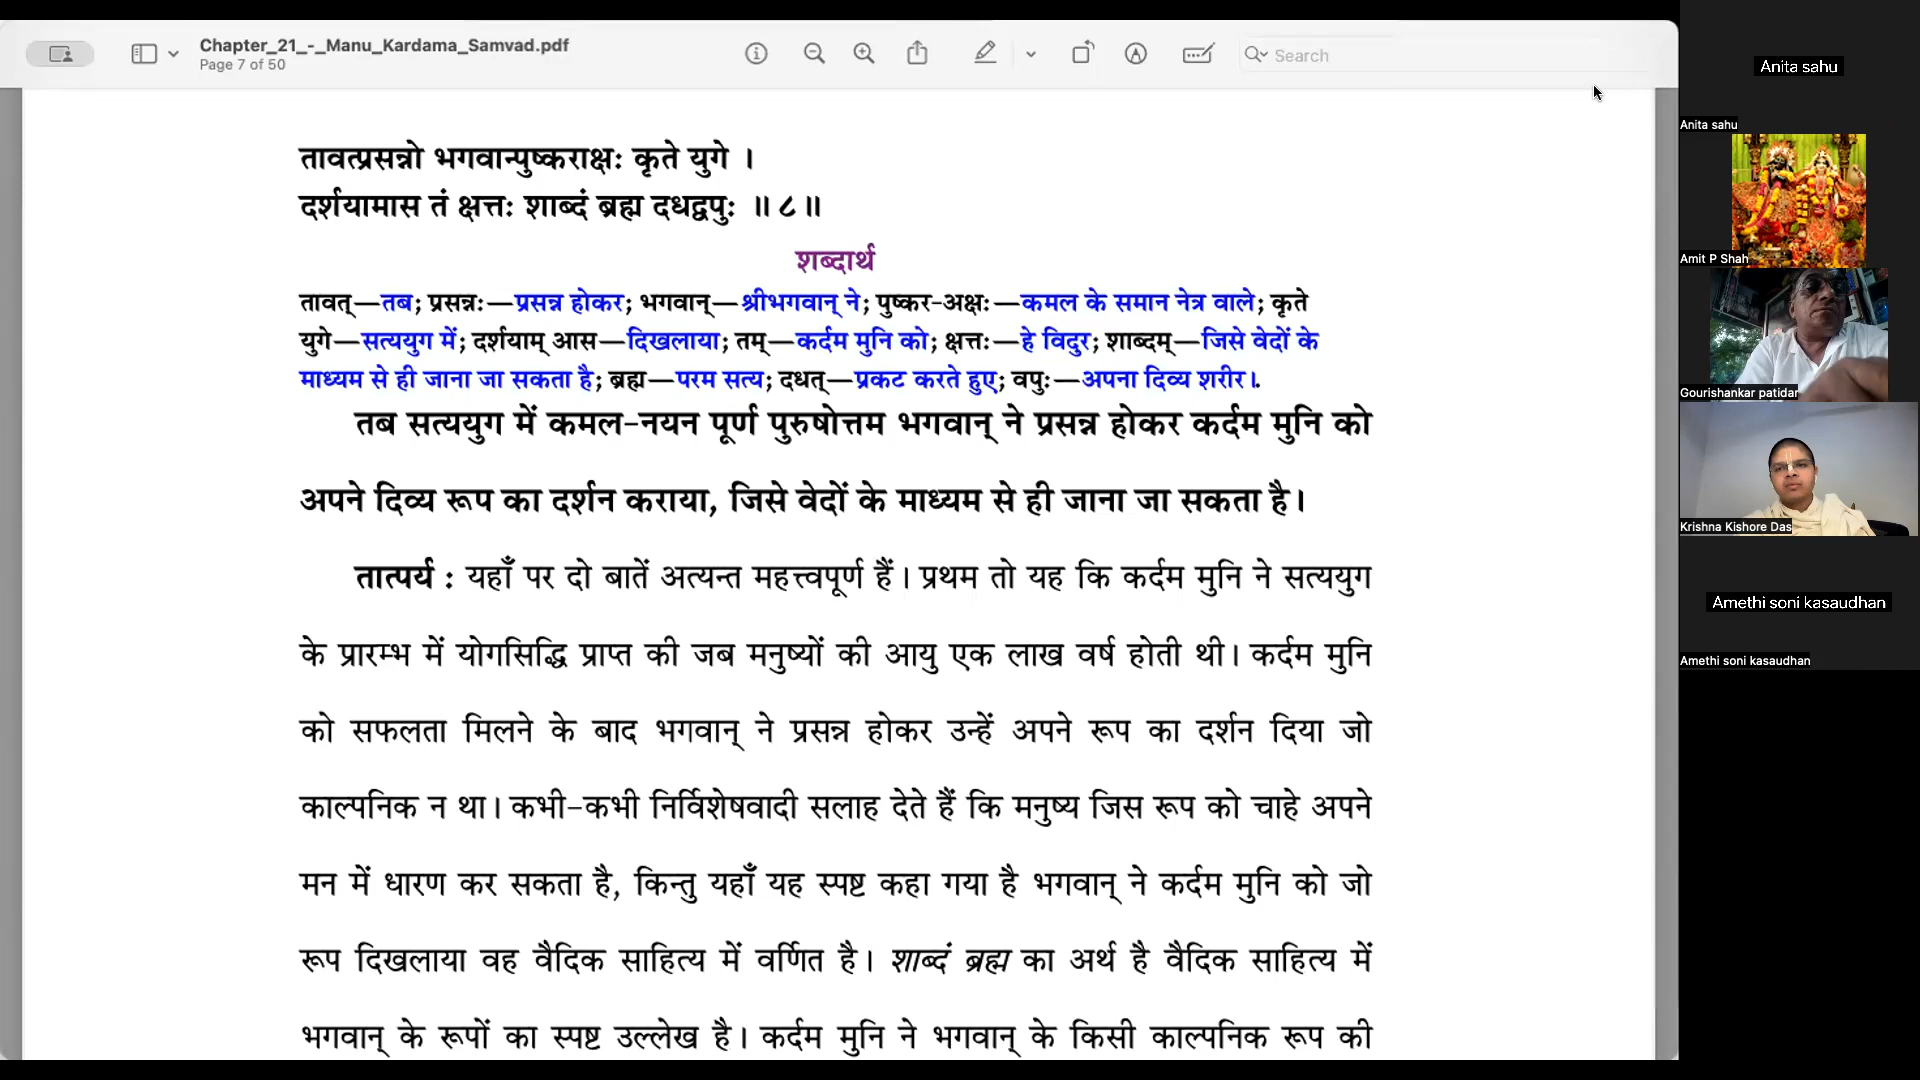 Chapter_21_-_Manu_Kardama_Samvad.pdf
Page 7 of 50
Search
तावत्प्रसन्नो भगवान्पुष्कराक्षः कृते युगे ।
दर्शयामास तं क्षत्तः शाब्दं ब्रह्म दधद्वपुः ॥ ८॥
शब्दार्थ
तावत्—तब; प्रसन्नः—प्रसन्न होकर; भगवान्—श्रीभगवान् ने; पुष्कर-अक्षः—कमल के समान नेत्र वाले; कृते
युगे—सत्ययुग में; दर्शयाम् आस—दिखलाया; तम्—कर्दम मुनि को; क्षत्तः—हे विदुर; शाब्दम्—जिसे वेदों के
माध्यम से ही जाना जा सकता है; ब्रह्म—परम सत्य; दधत्—प्रकट करते हुए; वपुः—अपना दिव्य शरीर।.
तब सत्ययुग में कमल-नयन पूर्ण पुरुषोत्तम भगवान् ने प्रसन्न होकर कर्दम मुनि को
अपने दिव्य रूप का दर्शन कराया, जिसे वेदों के माध्यम से ही जाना जा सकता है।
तात्पर्य : यहाँ पर दो बातें अत्यन्त महत्त्वपूर्ण हैं। प्रथम तो यह कि कर्दम मुनि ने सत्ययुग
के प्रारम्भ में योगसिद्धि प्राप्त की जब मनुष्यों की आयु एक लाख वर्ष होती थी। कर्दम मुनि
को सफलता मिलने के बाद भगवान् ने प्रसन्न होकर उन्हें अपने रूप का दर्शन दिया जो
काल्पनिक न था। कभी-कभी निर्विशेषवादी सलाह देते हैं कि मनुष्य जिस रूप को चाहे अपने
मन में धारण कर सकता है, किन्तु यहाँ यह स्पष्ट कहा गया है भगवान् ने कर्दम मुनि को जो
रूप दिखलाया वह वैदिक साहित्य में वर्णित है। शाब्दं ब्रह्म का अर्थ है वैदिक साहित्य में
भगवान् के रूपों का स्पष्ट उल्लेख है। कर्दम मुनि ने भगवान् के किसी काल्पनिक रूप की
Anita sahu
Anita sahu
Amit P Shah
Gourishankar patidar
Krishna Kishore Das
Amethi soni kasaudhan
Amethi soni kasaudhan